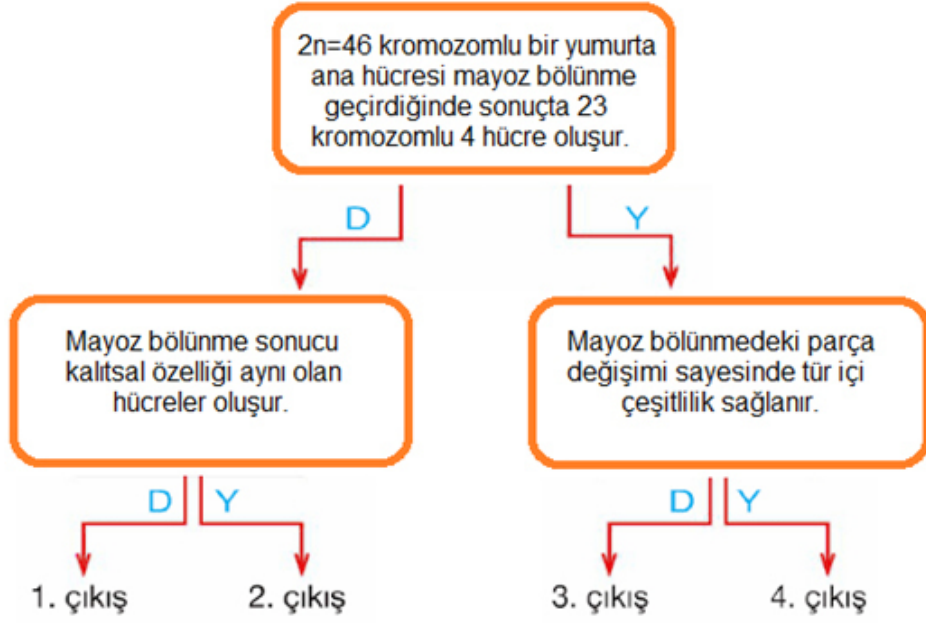 2n=46 kromozomlu bir yumurta
ana hücresi mayoz bölünme
geçirdiğinde sonuçta 23
kromozomlu 4 hücre oluşur.
D
Y
Mayoz bölünme sonucu
kalıtsal özelliği aynı olan
hücreler oluşur.
Mayoz bölünmedeki parça
değişimi sayesinde tür içi
çeşitlilik sağlanır.
D
Y
D
Y
1. çıkış
2. çıkış
3. çıkış
4. çıkış